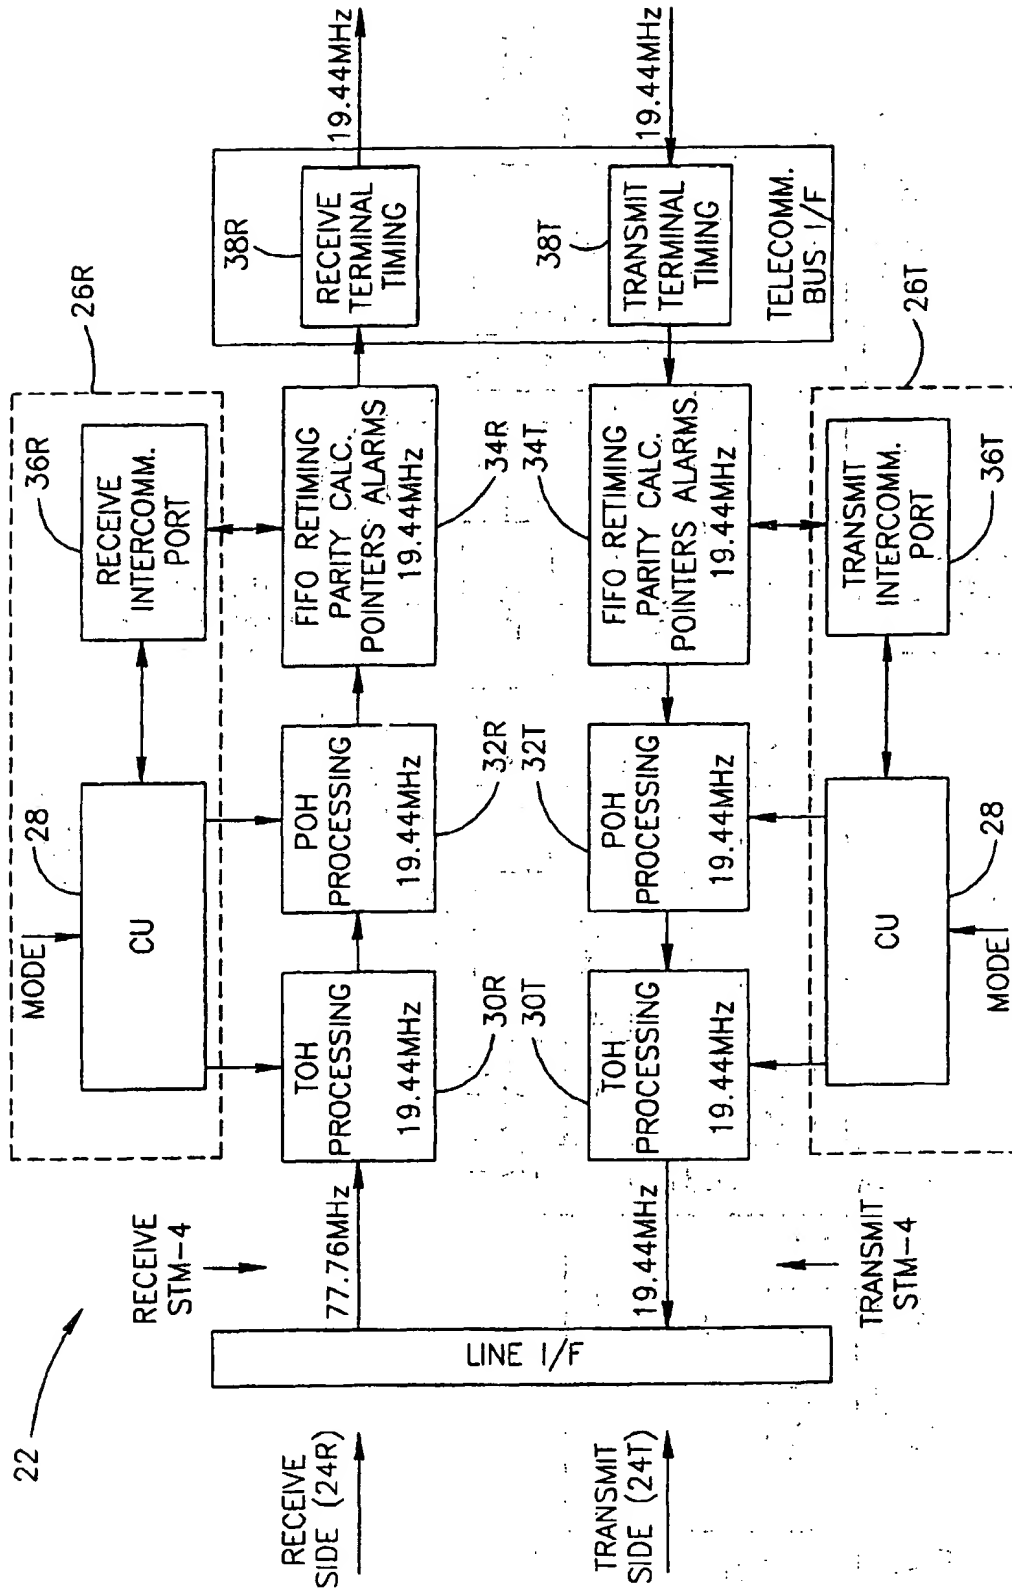 22
RECEIVE
SIDE (24R)
TRANSMIT
SIDE (24T)
LINE I/F
RECEIVE
STM-4
77.76MHz
19.44MHz
TRANSMIT
STM-4
26R
MODE
CU
28
RECEIVE
INTERCOMM.
PORT
36R
TOH
PROCESSING
19.44MHz
30R
POH
PROCESSING
19.44MHz
32R
FIFO RETIMING
PARITY CALC.
POINTERS ALARMS
19.44MHz
34R
38R
RECEIVE
TERMINAL
TIMING
19.44MHz
30T
TOH
PROCESSING
19.44MHz
32T
POH
PROCESSING
19.44MHz
34T
FIFO RETIMING
PARITY CALC.
POINTERS ALARMS
19.44MHz
38T
TRANSMIT
TERMINAL
TIMING
19.44MHz
TELECOMM.
BUS I/F
26T
CU
28
MODE
TRANSMIT
INTERCOMM.
PORT
36T